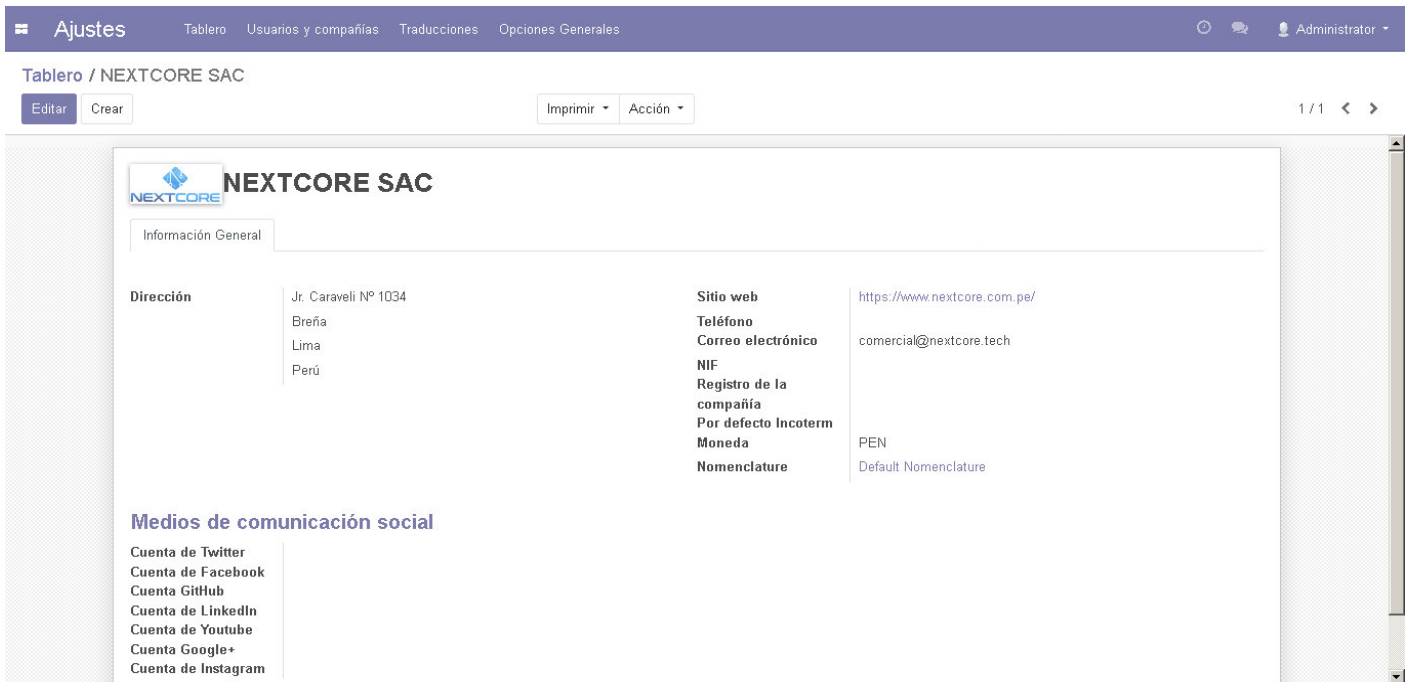 Ajustes Tablero Usuarios y compañías Traducciones Opciones Generales Administrator
Tablero / NEXTCORE SAC
Editar Crear Imprimir Acción 1 / 1
NEXTCORE NEXTCORE SAC
Información General
Dirección Jr. Caraveli Nº 1034
Breña
Lima
Perú
Sitio web https://www.nextcore.com.pe/
Teléfono
Correo electrónico comercial@nextcore.tech
NIF
Registro de la
compañía
Por defecto Incoterm
Moneda PEN
Nomenclature Default Nomenclature
Medios de comunicación social
Cuenta de Twitter
Cuenta de Facebook
Cuenta GitHub
Cuenta de LinkedIn
Cuenta de Youtube
Cuenta Google+
Cuenta de Instagram